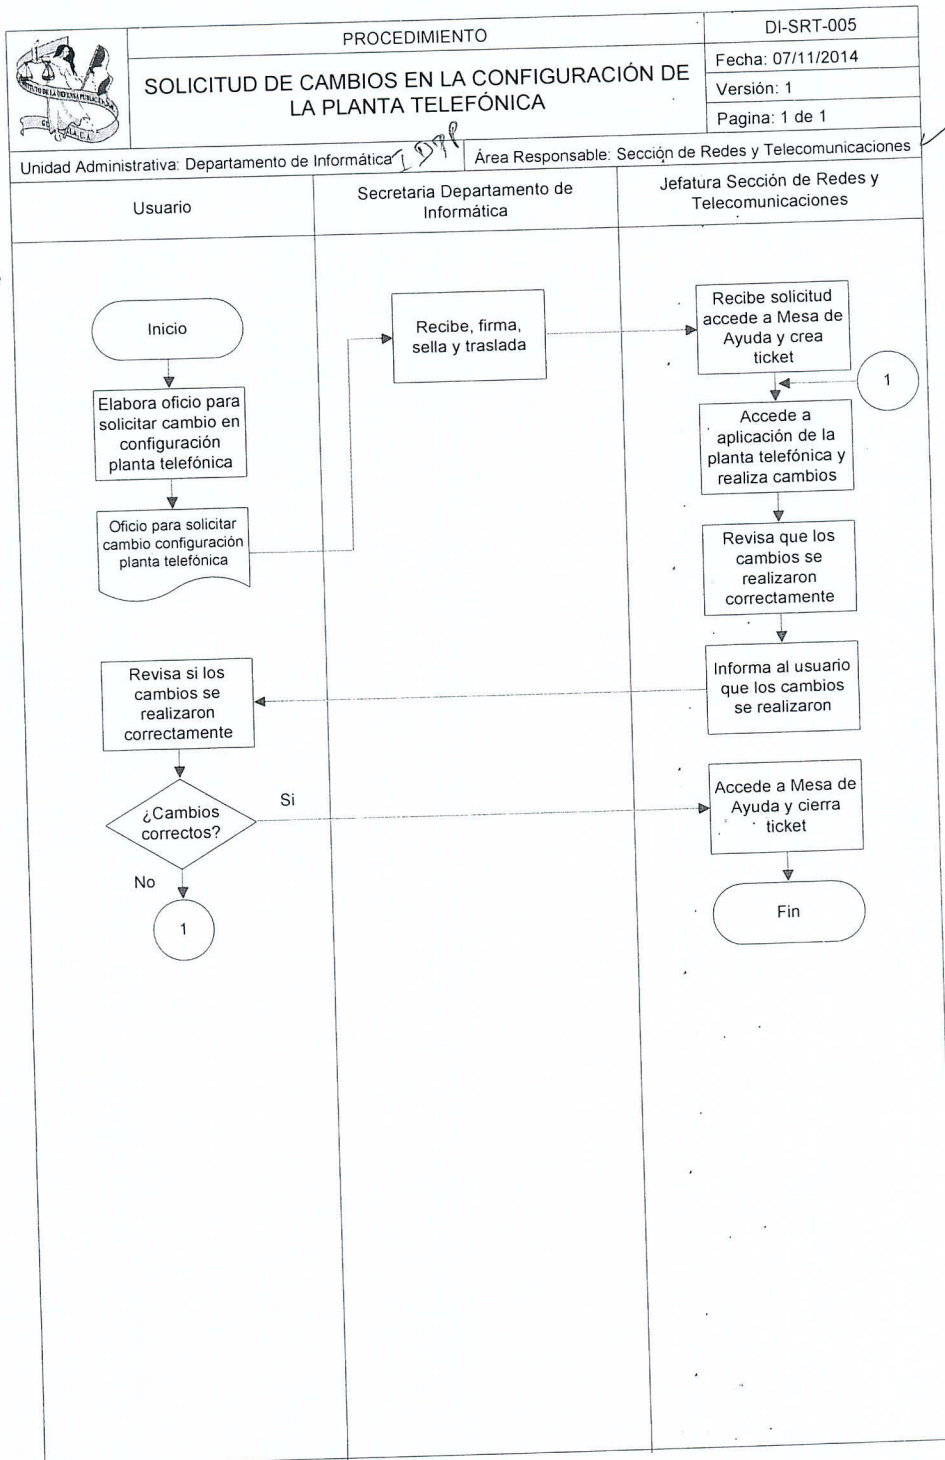 PROCEDIMIENTO
SOLICITUD DE CAMBIOS EN LA CONFIGURACIÓN DE
LA PLANTA TELEFÓNICA
DI-SRT-005
Fecha: 07/11/2014
Versión: 1
Pagina: 1 de 1
Unidad Administrativa: Departamento de Informática
Área Responsable: Sección de Redes y Telecomunicaciones
Usuario
Secretaria Departamento de
Informática
Jefatura Sección de Redes y
Telecomunicaciones
Inicio
Elabora oficio para
solicitar cambio en
configuración
planta telefónica
Oficio para solicitar
cambio configuración
planta telefónica
Recibe, firma,
sella y traslada
Recibe solicitud
accede a Mesa de
Ayuda y crea
ticket
1
Accede a
aplicación de la
planta telefónica y
realiza cambios
Revisa que los
cambios se
realizaron
correctamente
Informa al usuario
que los cambios
se realizaron
Revisa si los
cambios se
realizaron
correctamente
¿Cambios
correctos?
Si
No
1
Accede a Mesa de
Ayuda y cierra
ticket
Fin